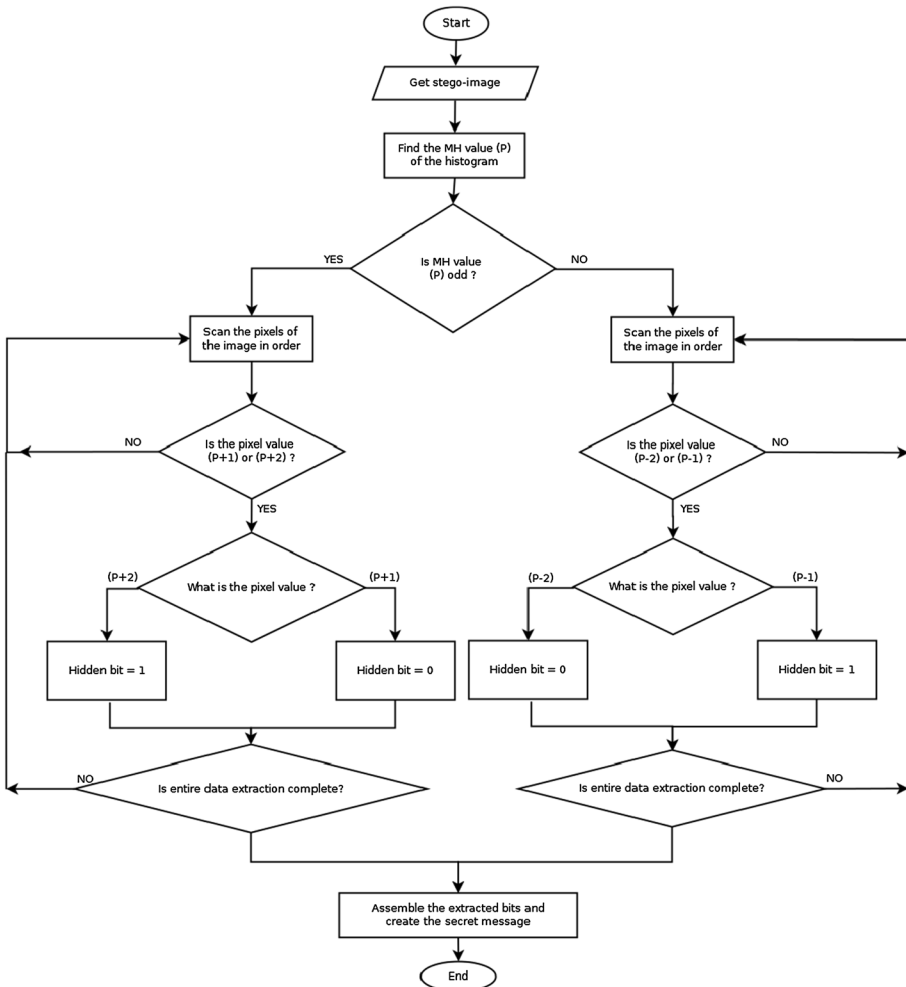 Start
Get stego-image
Find the MH value (P)
of the histogram
Is MH value
(P) odd ?
YES
NO
Scan the pixels of
the image in order
Scan the pixels of
the image in order
Is the pixel value
(P+1) or (P+2) ?
NO
YES
Is the pixel value
(P-2) or (P-1) ?
NO
YES
What is the pixel value ?
(P+2)
(P+1)
What is the pixel value ?
(P-2)
(P-1)
Hidden bit = 1
Hidden bit = 0
Hidden bit = 0
Hidden bit = 1
Is entire data extraction complete?
NO
Is entire data extraction complete?
NO
Assemble the extracted bits and
create the secret message
End